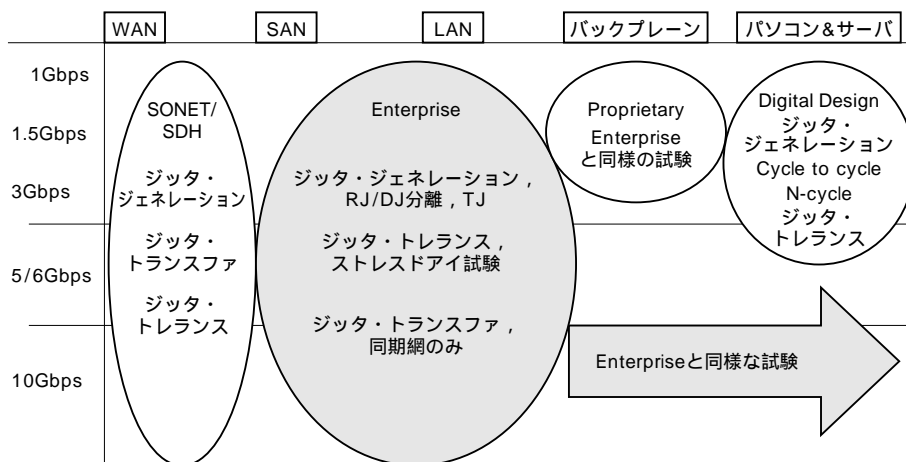 WAN
SAN
LAN
バックプレーン
パソコン&サーバ
1Gbps
1.5Gbps
3Gbps
5/6Gbps
10Gbps
SONET/
SDH
ジッタ・
ジェネレーション
ジッタ・
トランスファ
ジッタ・
トレランス
Enterprise
ジッタ・ジェネレーション，
RJ/DJ分離，TJ
ジッタ・トレランス，
ストレスドアイ試験
ジッタ・トランスファ，
同期網のみ
Proprietary
Enterprise
と同様の試験
Digital Design
ジッタ・
ジェネレーション
Cycle to cycle
N-cycle
ジッタ・
トレランス
Enterpriseと同様な試験